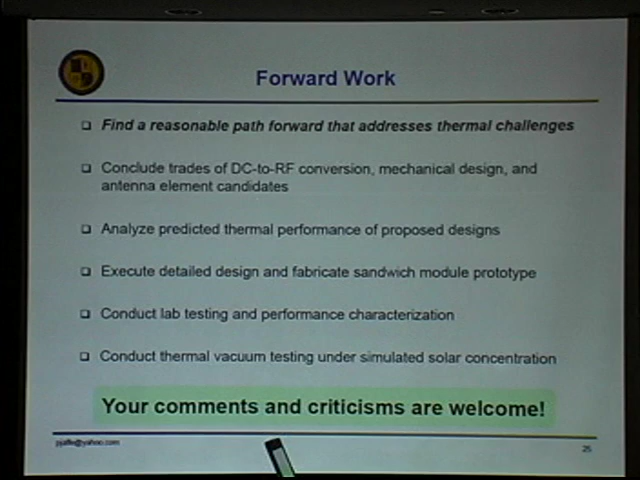 Forward Work
Find a reasonable path forward that addresses thermal challenges
Conclude trades of DC-to-RF conversion, mechanical design, and
antenna element candidates
Analyze predicted thermal performance of proposed designs
Execute detailed design and fabricate sandwich module prototype
Conduct lab testing and performance characterization
Conduct thermal vacuum testing under simulated solar concentration
Your comments and criticisms are welcome!
pjaffe@yahoo.com